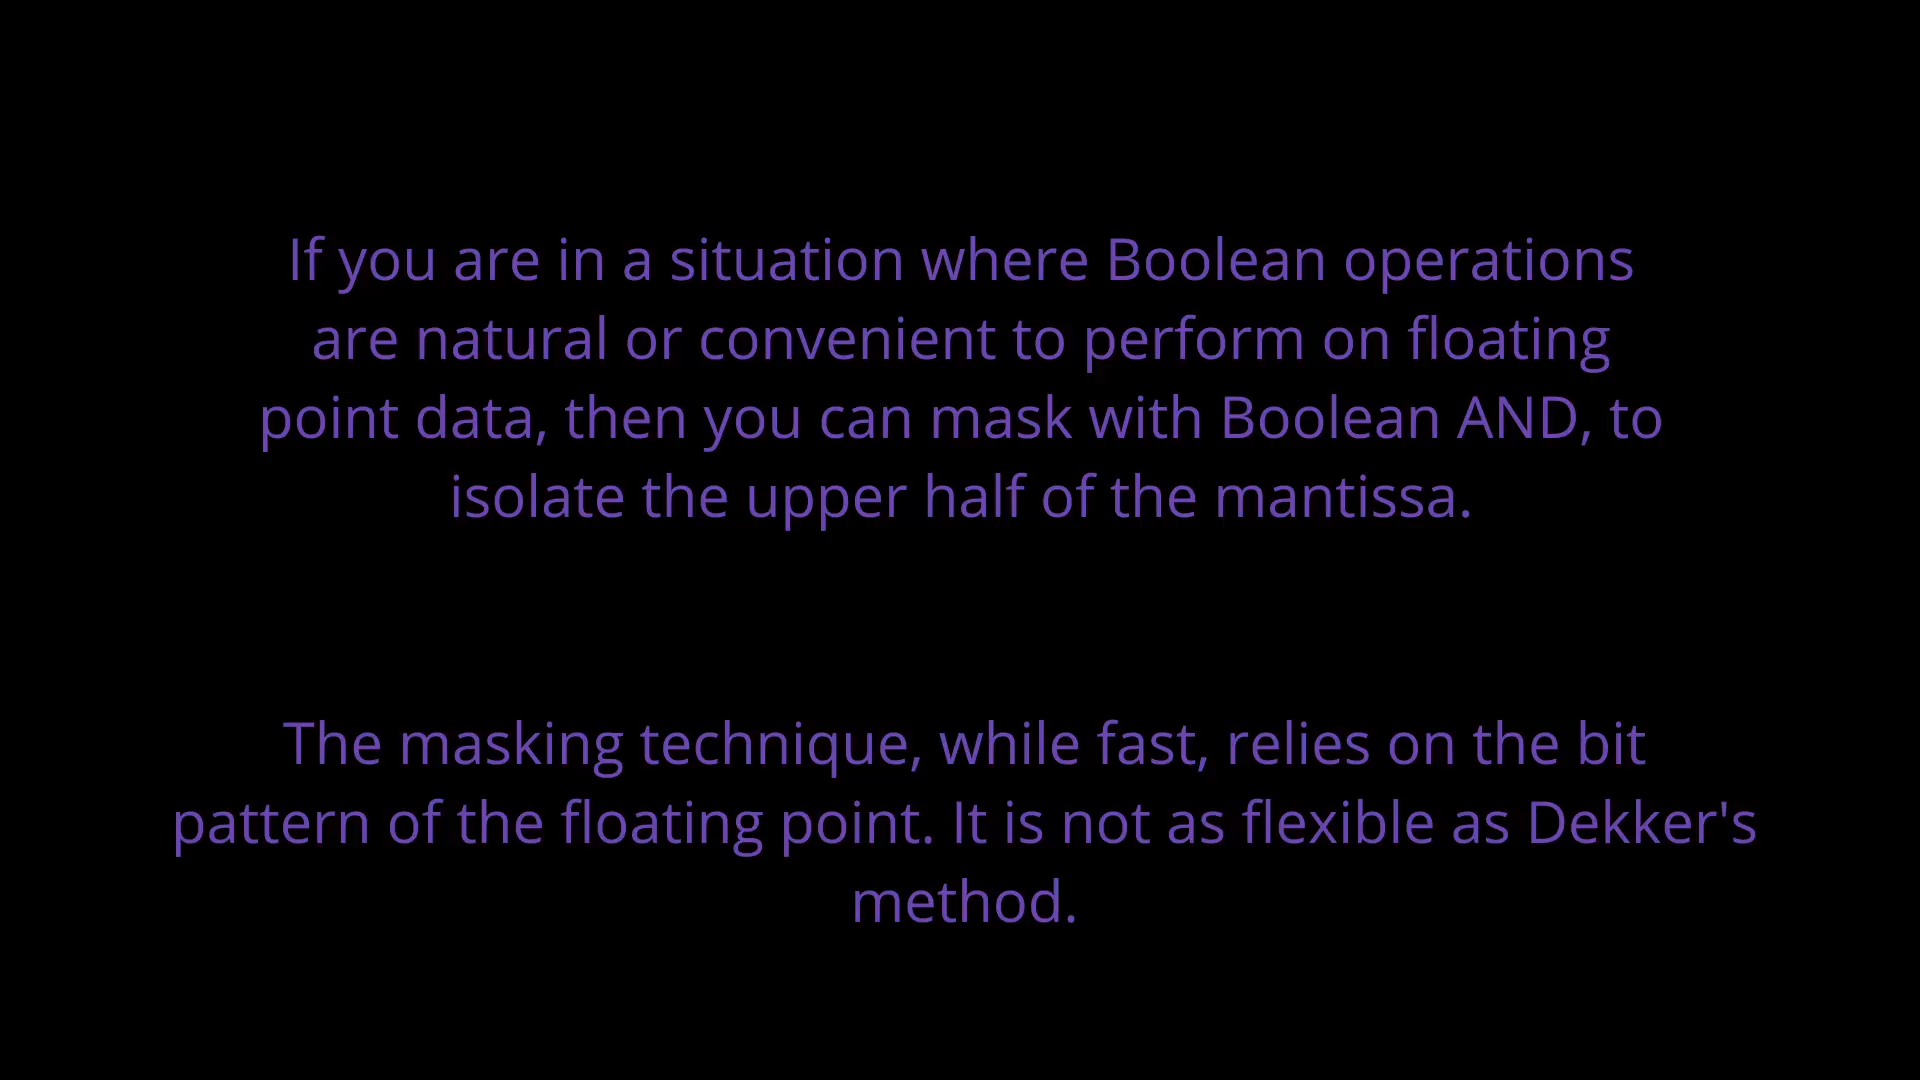 If you are in a situation where Boolean operations
are natural or convenient to perform on floating
point data, then you can mask with Boolean AND, to
isolate the upper half of the mantissa.
The masking technique, while fast, relies on the bit
pattern of the floating point. It is not as flexible as Dekker's
method.